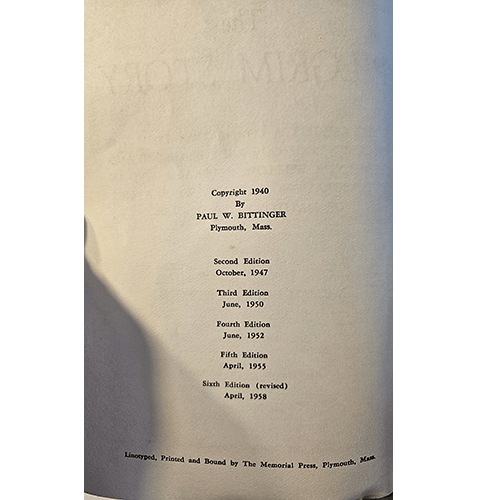 Copyright 1940
By
PAUL W. BITTINGER
Plymouth, Mass.
Second Edition
October, 1947
Third Edition
June, 1950
Fourth Edition
June, 1952
Fifth Edition
April, 1955
Sixth Edition (revised)
April, 1958
Linotyped, Printed and Bound by The Memorial Press, Plymouth, Mass.